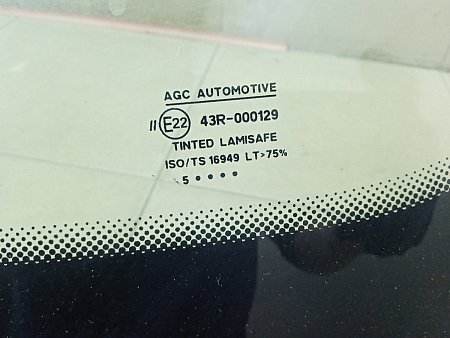 AGC AUTOMOTIVE
II E22 43R-000129
TINTED LAMISAFE
ISO/TS 16949 LT>75%
5 • • • •